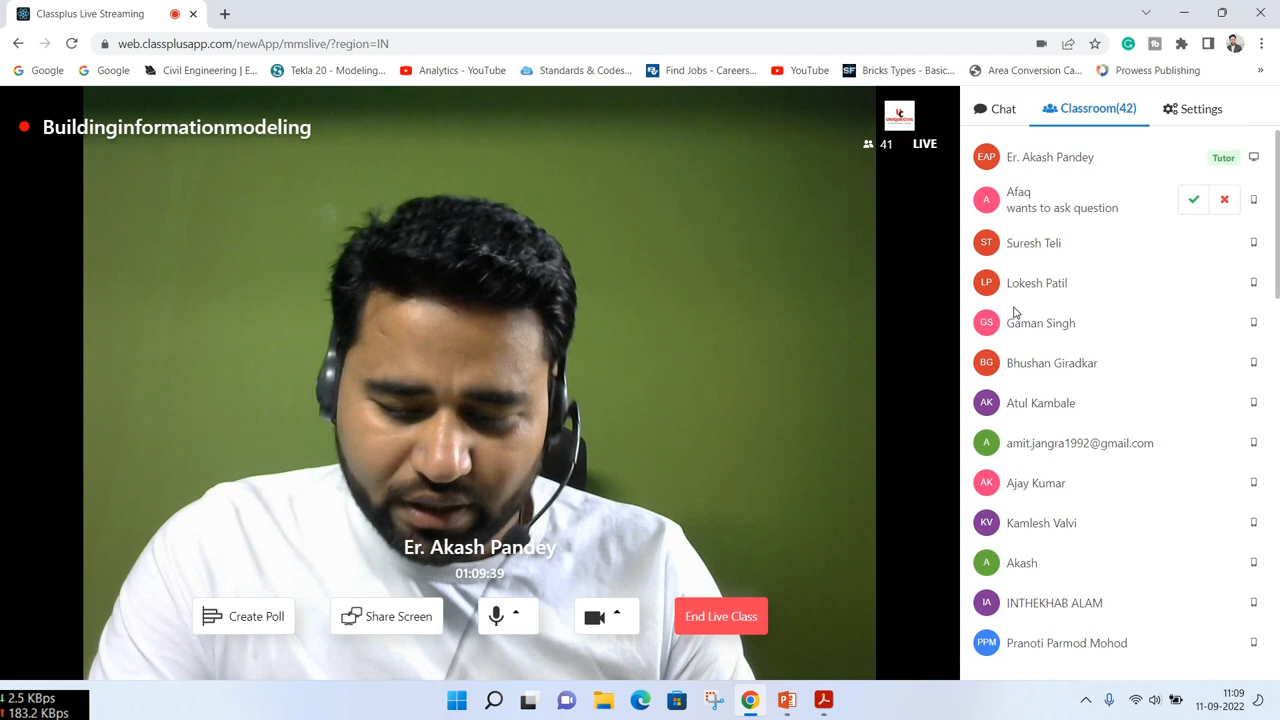 Classplus Live Streaming
web.classplusapp.com/newApp/mmslive/?region=IN
Google
Google
Civil Engineering | E...
Tekla 20 - Modeling...
Analytics - YouTube
Standards & Codes...
Find Jobs - Careers...
YouTube
SF
Bricks Types - Basic...
Area Conversion Ca...
Prowess Publishing
»
Buildinginformationmodeling
UNIQUE CIVIL
41
LIVE
Er. Akash Pandey
01:09:39
Create Poll
Share Screen
End Live Class
Chat
Classroom(42)
Settings
EAP Er. Akash Pandey Tutor
A Afaq
wants to ask question
ST Suresh Teli
LP Lokesh Patil
GS Gaman Singh
BG Bhushan Giradkar
AK Atul Kambale
A amit.jangra1992@gmail.com
AK Ajay Kumar
KV Kamlesh Valvi
A Akash
IA INTHEKHAB ALAM
PPM Pranoti Parmod Mohod
↓ 2.5 KBps
↑ 183.2 KBps
11:09
11-09-2022